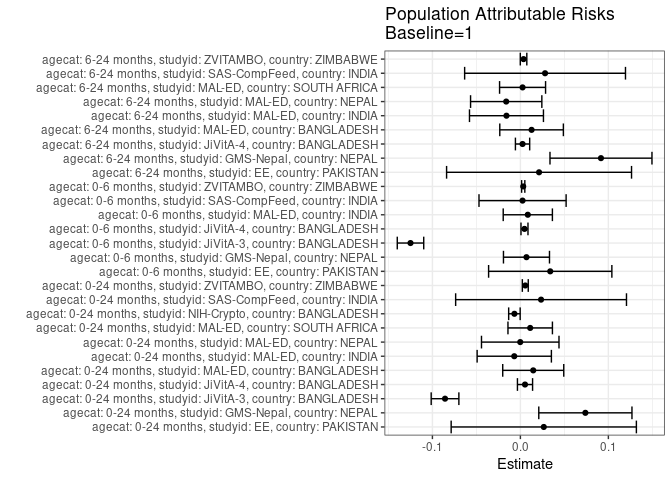 Population Attributable Risks
Baseline=1
agecat: 6-24 months, studyid: ZVITAMBO, country: ZIMBABWE
agecat: 6-24 months, studyid: SAS-CompFeed, country: INDIA
agecat: 6-24 months, studyid: MAL-ED, country: SOUTH AFRICA
agecat: 6-24 months, studyid: MAL-ED, country: NEPAL
agecat: 6-24 months, studyid: MAL-ED, country: INDIA
agecat: 6-24 months, studyid: MAL-ED, country: BANGLADESH
agecat: 6-24 months, studyid: JiVitA-4, country: BANGLADESH
agecat: 6-24 months, studyid: GMS-Nepal, country: NEPAL
agecat: 6-24 months, studyid: EE, country: PAKISTAN
agecat: 0-6 months, studyid: ZVITAMBO, country: ZIMBABWE
agecat: 0-6 months, studyid: SAS-CompFeed, country: INDIA
agecat: 0-6 months, studyid: MAL-ED, country: INDIA
agecat: 0-6 months, studyid: JiVitA-4, country: BANGLADESH
agecat: 0-6 months, studyid: JiVitA-3, country: BANGLADESH
agecat: 0-6 months, studyid: GMS-Nepal, country: NEPAL
agecat: 0-6 months, studyid: EE, country: PAKISTAN
agecat: 0-24 months, studyid: ZVITAMBO, country: ZIMBABWE
agecat: 0-24 months, studyid: SAS-CompFeed, country: INDIA
agecat: 0-24 months, studyid: NIH-Crypto, country: BANGLADESH
agecat: 0-24 months, studyid: MAL-ED, country: SOUTH AFRICA
agecat: 0-24 months, studyid: MAL-ED, country: NEPAL
agecat: 0-24 months, studyid: MAL-ED, country: INDIA
agecat: 0-24 months, studyid: MAL-ED, country: BANGLADESH
agecat: 0-24 months, studyid: JiVitA-4, country: BANGLADESH
agecat: 0-24 months, studyid: JiVitA-3, country: BANGLADESH
agecat: 0-24 months, studyid: GMS-Nepal, country: NEPAL
agecat: 0-24 months, studyid: EE, country: PAKISTAN
-0.1 0.0 0.1
Estimate